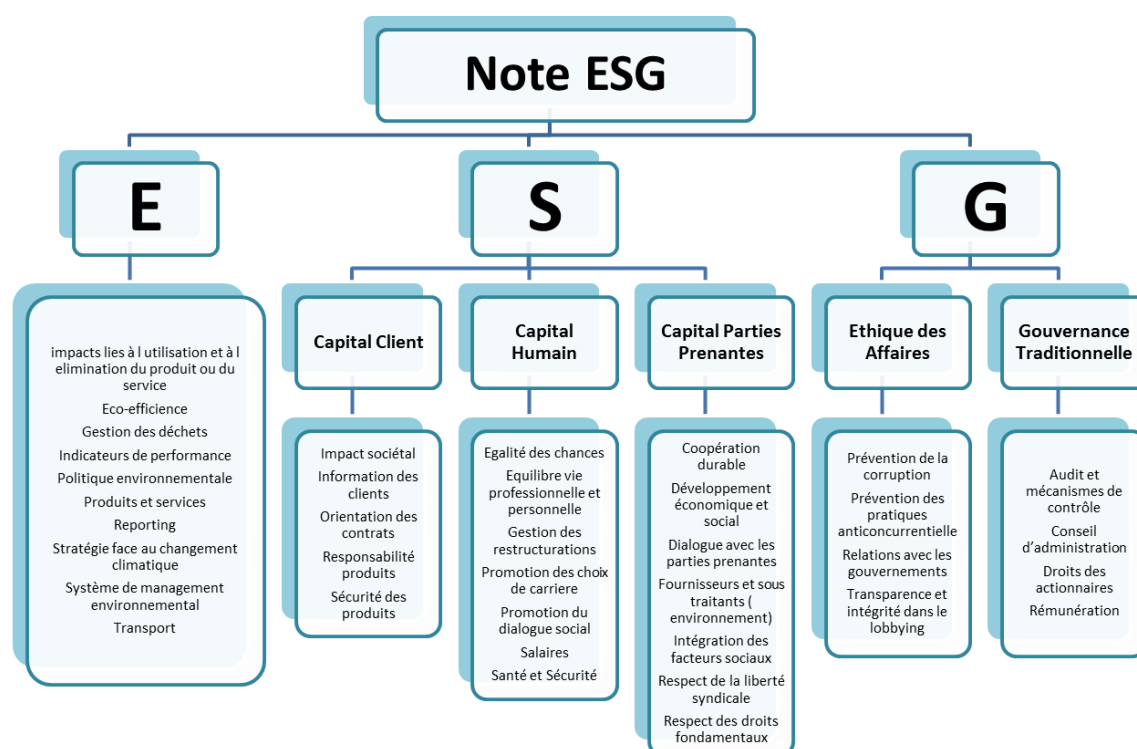 Note ESG
E
S
G
impacts lies à l utilisation et à l
elimination du produit ou du
service
Eco-efficience
Gestion des déchets
Indicateurs de performance
Politique environnementale
Produits et services
Reporting
Stratégie face au changement
climatique
Système de management
environnemental
Transport
Capital Client
Impact sociétal
Information des
clients
Orientation des
contrats
Responsabilité
produits
Sécurité des
produits
Capital
Humain
Egalité des chances
Equilibre vie
professionnelle et
personnelle
Gestion des
restructurations
Promotion des choix
de carriere
Promotion du
dialogue social
Salaires
Santé et Sécurité
Capital Parties
Prenantes
Coopération
durable
Développement
économique et
social
Dialogue avec les
parties prenantes
Fournisseurs et sous
traitants (
environnement)
Intégration des
facteurs sociaux
Respect de la liberté
syndicale
Respect des droits
fondamentaux
Ethique des
Affaires
Prévention de la
corruption
Prévention des
pratiques
anticoncurrentielle
Relations avec les
gouvernements
Transparence et
intégrité dans le
lobbying
Gouvernance
Traditionnelle
Audit et
mécanismes de
contrôle
Conseil
d’administration
Droits des
actionnaires
Rémunération